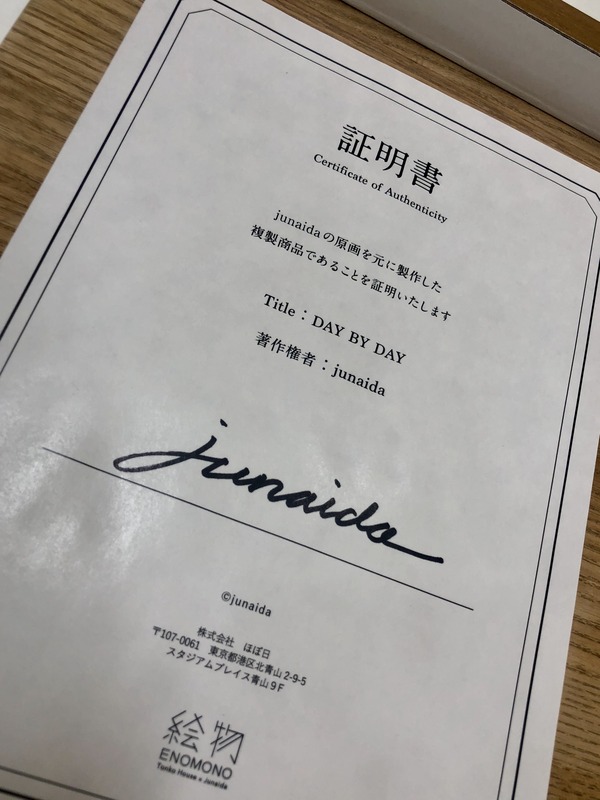 証明書
Certificate of Authenticity
junaidaの原画を元に製作した
複製商品であることを証明いたします
Title：DAY BY DAY
著作権者：junaida
junaida
©junaida
株式会社 ほぼ日
〒107-0061 東京都港区北青山2-9-5
スタジアムプレイス青山9F
絵物
ENOMONO
Tonko House × Junaida